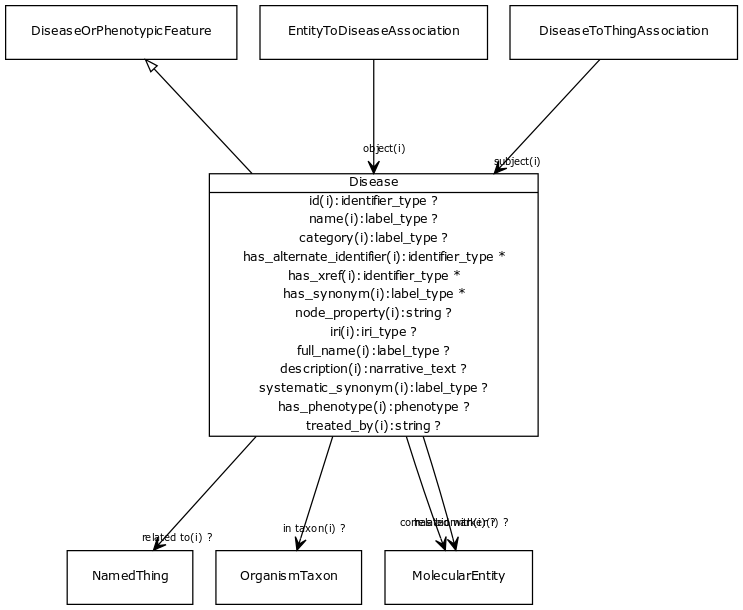 DiseaseOrPhenotypicFeature
EntityToDiseaseAssociation
DiseaseToThingAssociation
object(i)
subject(i)
Disease
id(i):identifier_type ?
name(i):label_type ?
category(i):label_type ?
has_alternate_identifier(i):identifier_type *
has_xref(i):identifier_type *
has_synonym(i):label_type *
node_property(i):string ?
iri(i):iri_type ?
full_name(i):label_type ?
description(i):narrative_text ?
systematic_synonym(i):label_type ?
has_phenotype(i):phenotype ?
treated_by(i):string ?
related to(i) ?
in taxon(i) ?
NamedThing
OrganismTaxon
MolecularEntity